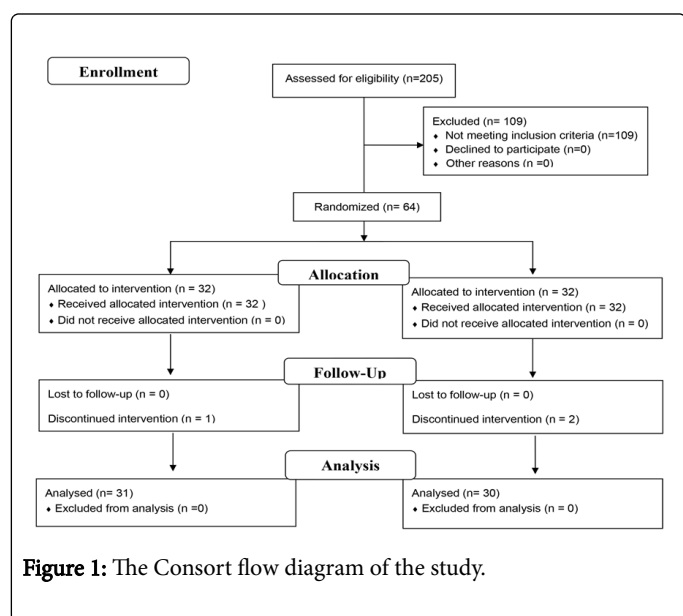 Enrollment
Assessed for eligibility (n=205)
Excluded (n= 109)
♦ Not meeting inclusion criteria (n=109)
♦ Declined to participate (n=0)
♦ Other reasons (n =0)
Randomized (n= 64)
Allocation
Allocated to intervention (n = 32)
♦ Received allocated intervention (n = 32 )
♦ Did not receive allocated intervention (n = 0)
Allocated to intervention (n = 32)
♦ Received allocated intervention (n = 32)
♦ Did not receive allocated intervention (n = 0)
Follow-Up
Lost to follow-up (n = 0)
Discontinued intervention (n = 1)
Lost to follow-up (n = 0)
Discontinued intervention (n = 2)
Analysis
Analysed (n= 31)
♦ Excluded from analysis (n =0)
Analysed (n= 30)
♦ Excluded from analysis (n = 0)
Figure 1: The Consort flow diagram of the study.